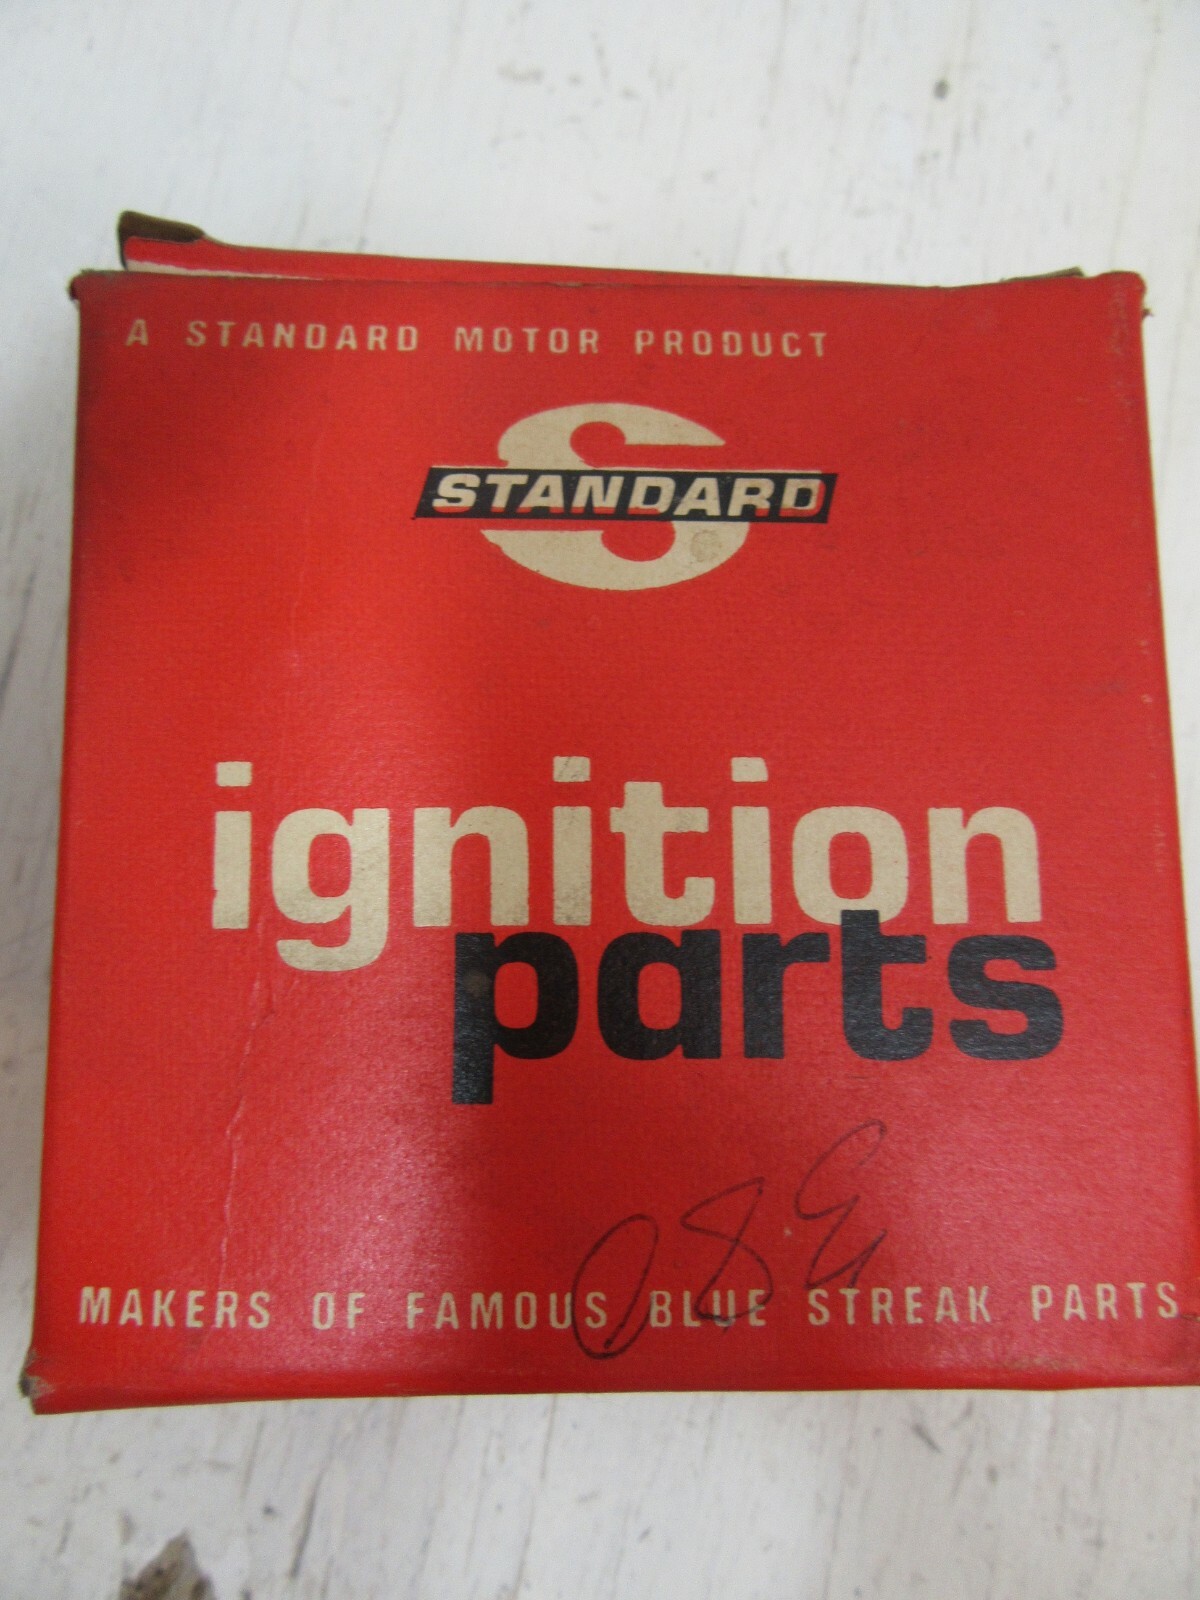 A STANDARD MOTOR PRODUCT
STANDARD
ignition
parts
MAKERS OF FAMOUS BLUE STREAK PARTS